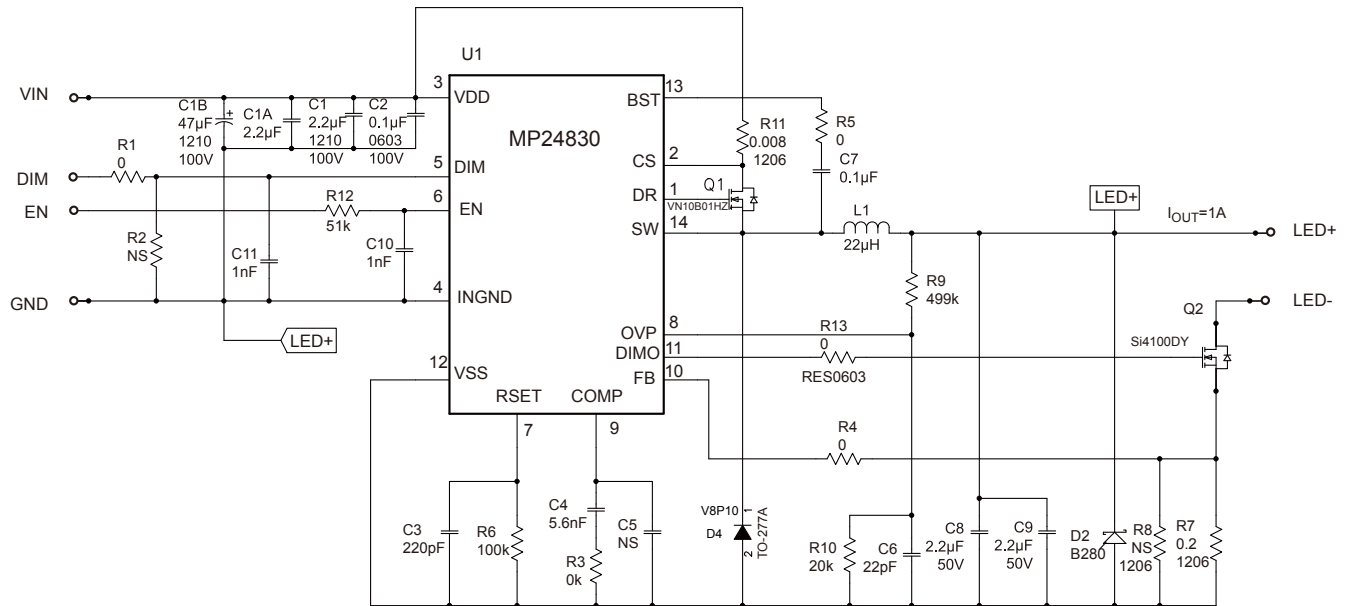 U1
MP24830
VIN
DIM
EN
GND
C1B
47µF
1210
100V
+
C1A
2.2µF
C1
2.2µF
1210
100V
C2
0.1µF
0603
100V
R1
0
R2
NS
C11
1nF
R12
51k
C10
1nF
LED+
3
VDD
5
DIM
6
EN
4
INGND
12
VSS
RSET
7
COMP
9
13
BST
2
CS
1
DR
14
SW
8
OVP
11
DIMO
10
FB
R11
0.008
1206
R5
0
C7
0.1µF
Q1
VN10B01HZ
L1
22µH
LED+
IOUT=1A
LED+
LED-
R9
499k
R13
0
RES0603
Q2
Si4100DY
R4
0
C3
220pF
R6
100k
C4
5.6nF
R3
0k
C5
NS
V8P10
D4
1
2
TO-277A
R10
20k
C6
22pF
C8
2.2µF
50V
C9
2.2µF
50V
D2
B280
R8
NS
1206
R7
0.2
1206